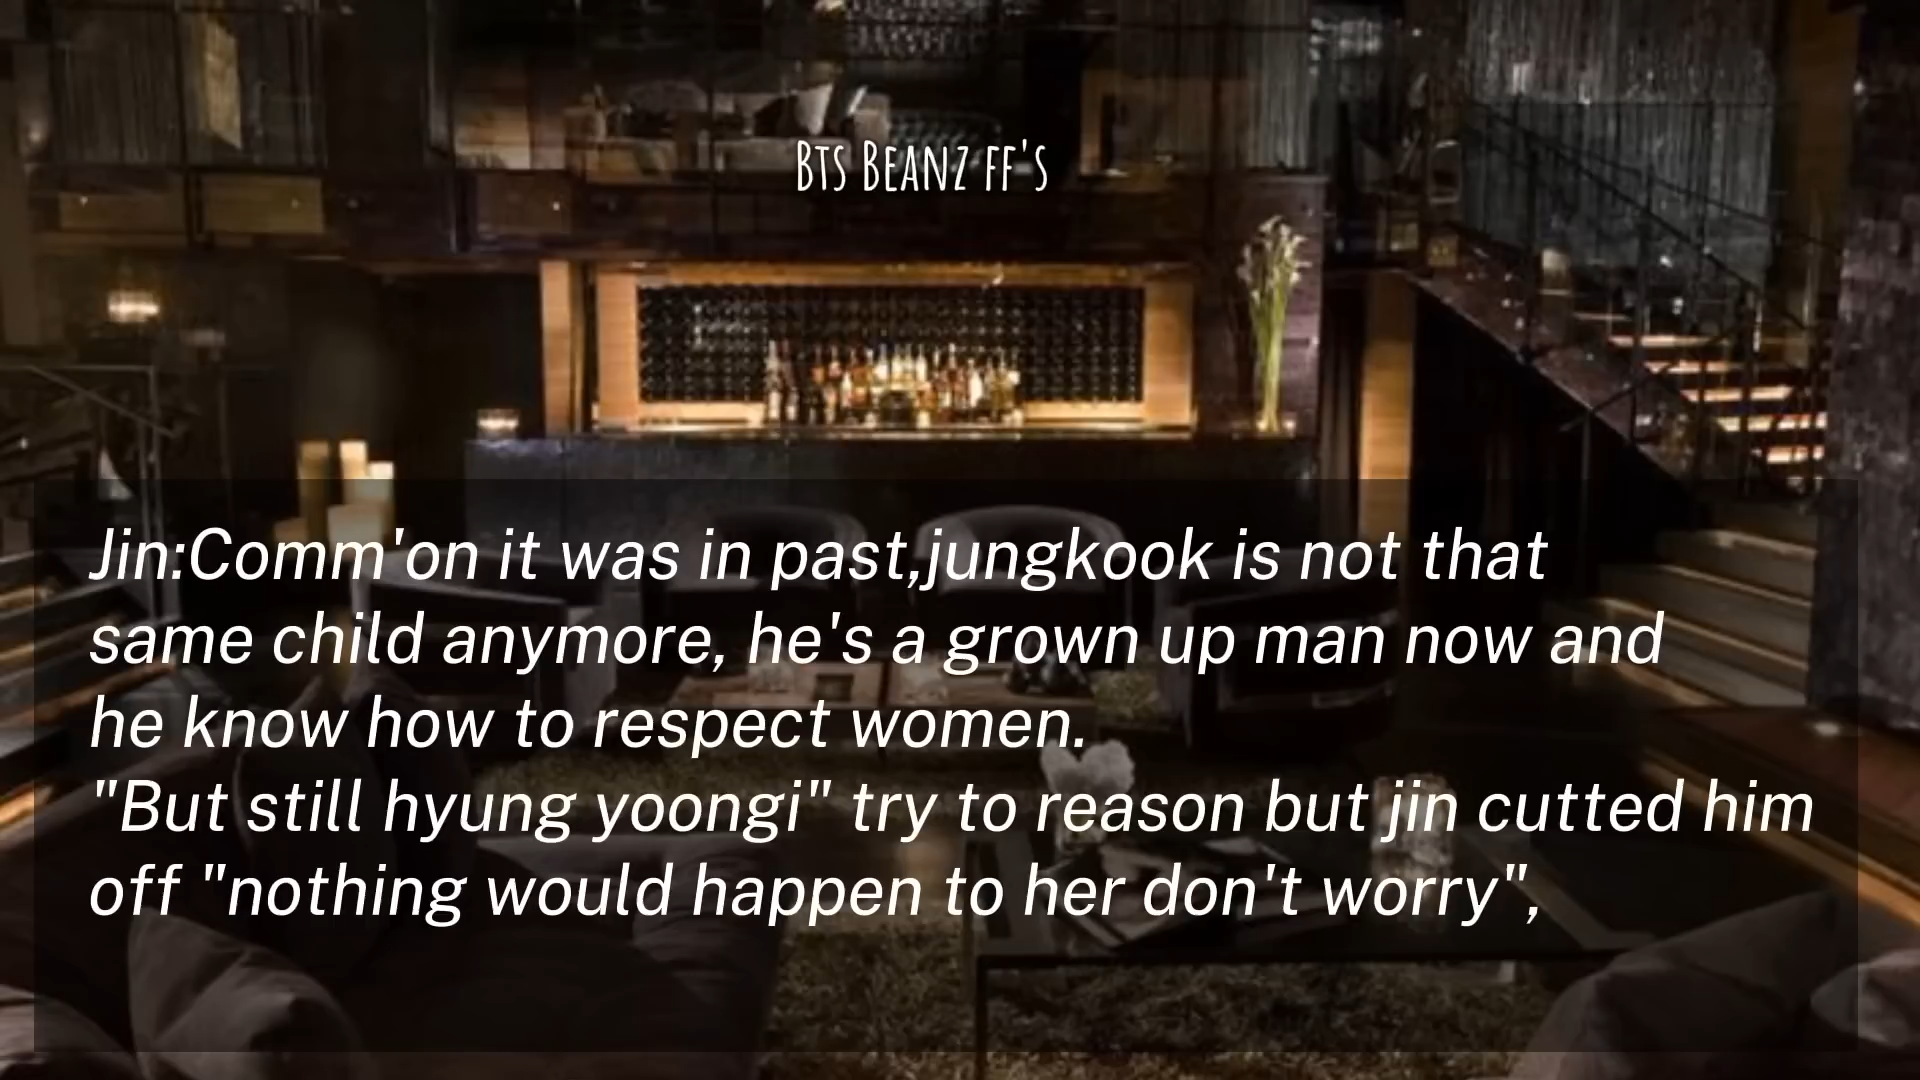 Bts Beanz ff's
Jin:Comm'on it was in past,jungkook is not that
same child anymore, he's a grown up man now and
he know how to respect women.
"But still hyung yoongi" try to reason but jin cutted him
off "nothing would happen to her don't worry",